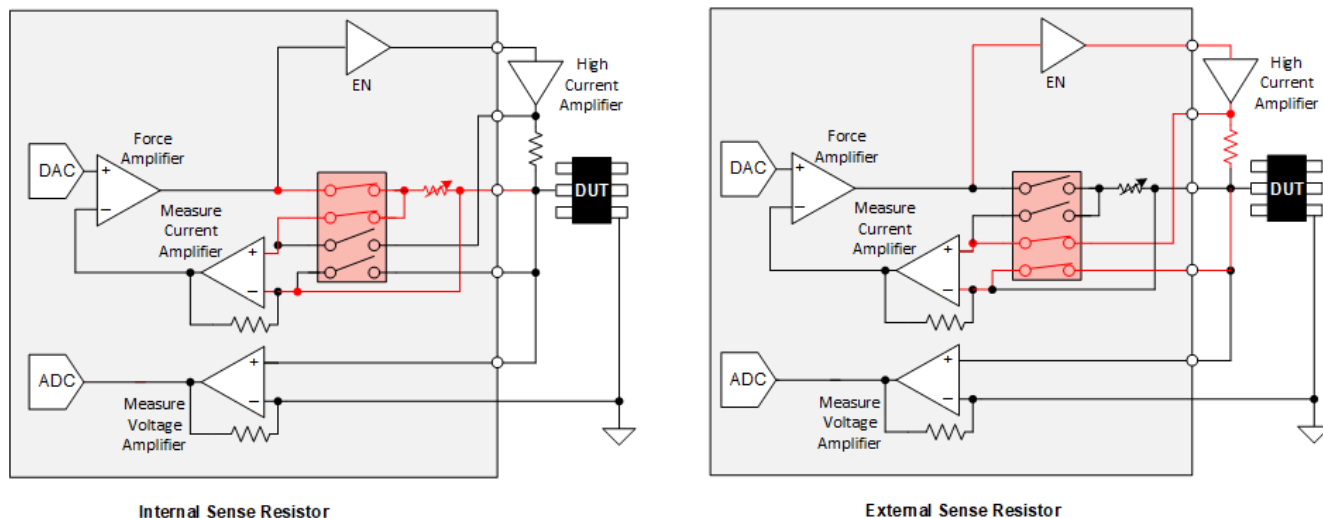 EN
High
Current
Amplifier
Force
Amplifier
DAC
+
−
DUT
Measure
Current
Amplifier
+
−
ADC
+
−
Measure
Voltage
Amplifier
Internal Sense Resistor
EN
High
Current
Amplifier
Force
Amplifier
DAC
+
−
DUT
Measure
Current
Amplifier
+
−
ADC
+
−
Measure
Voltage
Amplifier
External Sense Resistor